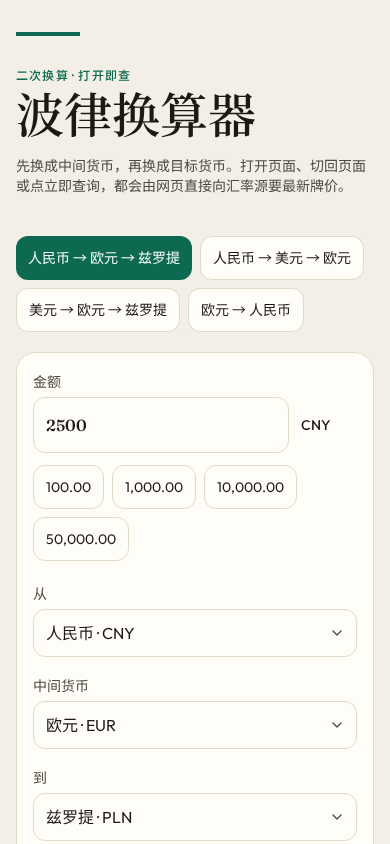 二次换算·打开即查
波律换算器
先换成中间货币，再换成目标货币。打开页面、切回页面
或点立即查询，都会由网页直接向汇率源要最新牌价。
人民币 → 欧元 → 兹罗提
人民币 → 美元 → 欧元
美元 → 欧元 → 兹罗提
欧元 → 人民币
金额
2500
CNY
100.00
1,000.00
10,000.00
50,000.00
从
人民币·CNY
中间货币
欧元·EUR
到
兹罗提·PLN